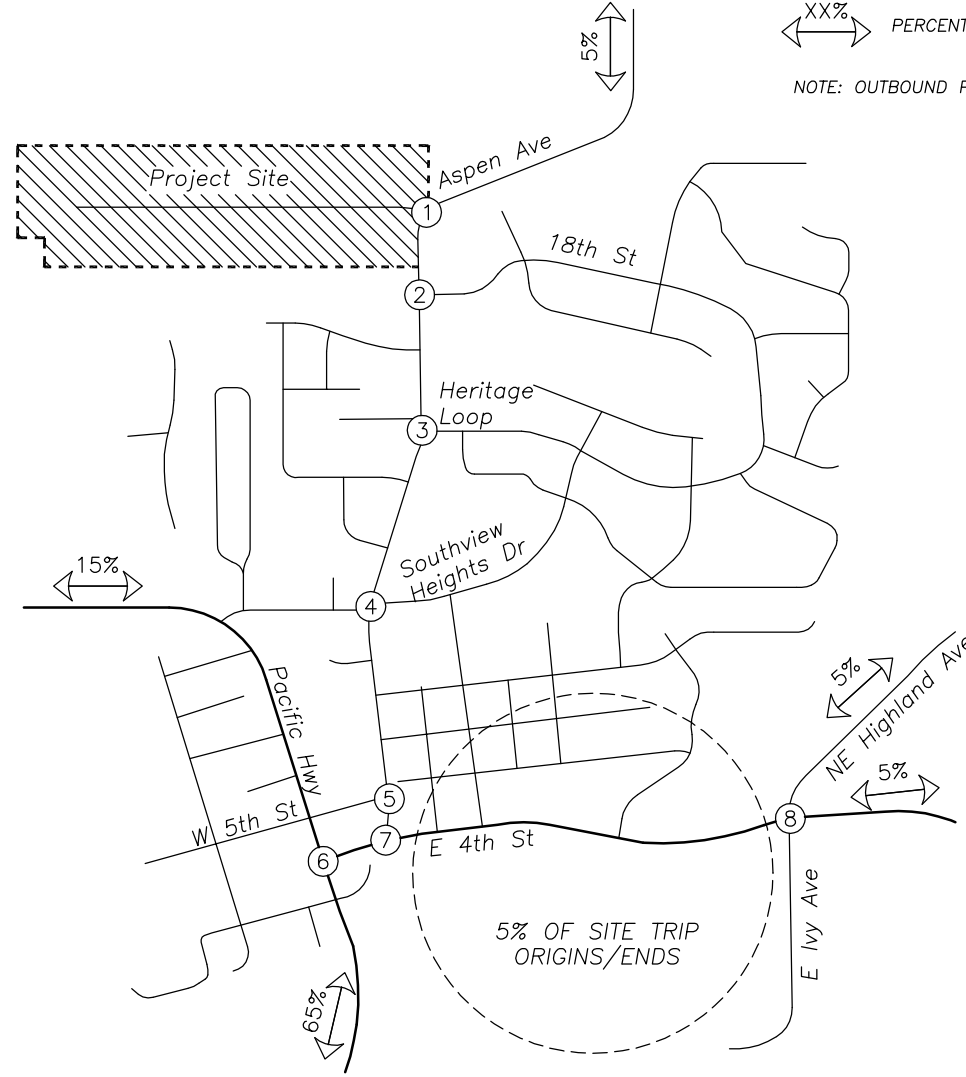 XX%
PERCENT
NOTE: OUTBOUND
5%
Aspen Ave
Project Site
1
18th St
2
Heritage
Loop
3
Southview
Heights Dr
15%
4
Pacific Hwy
5%
NE Highland Ave
5%
5
W 5th St
7
E 4th St
8
6
E Ivy Ave
5% OF SITE TRIP
ORIGINS/ENDS
65%